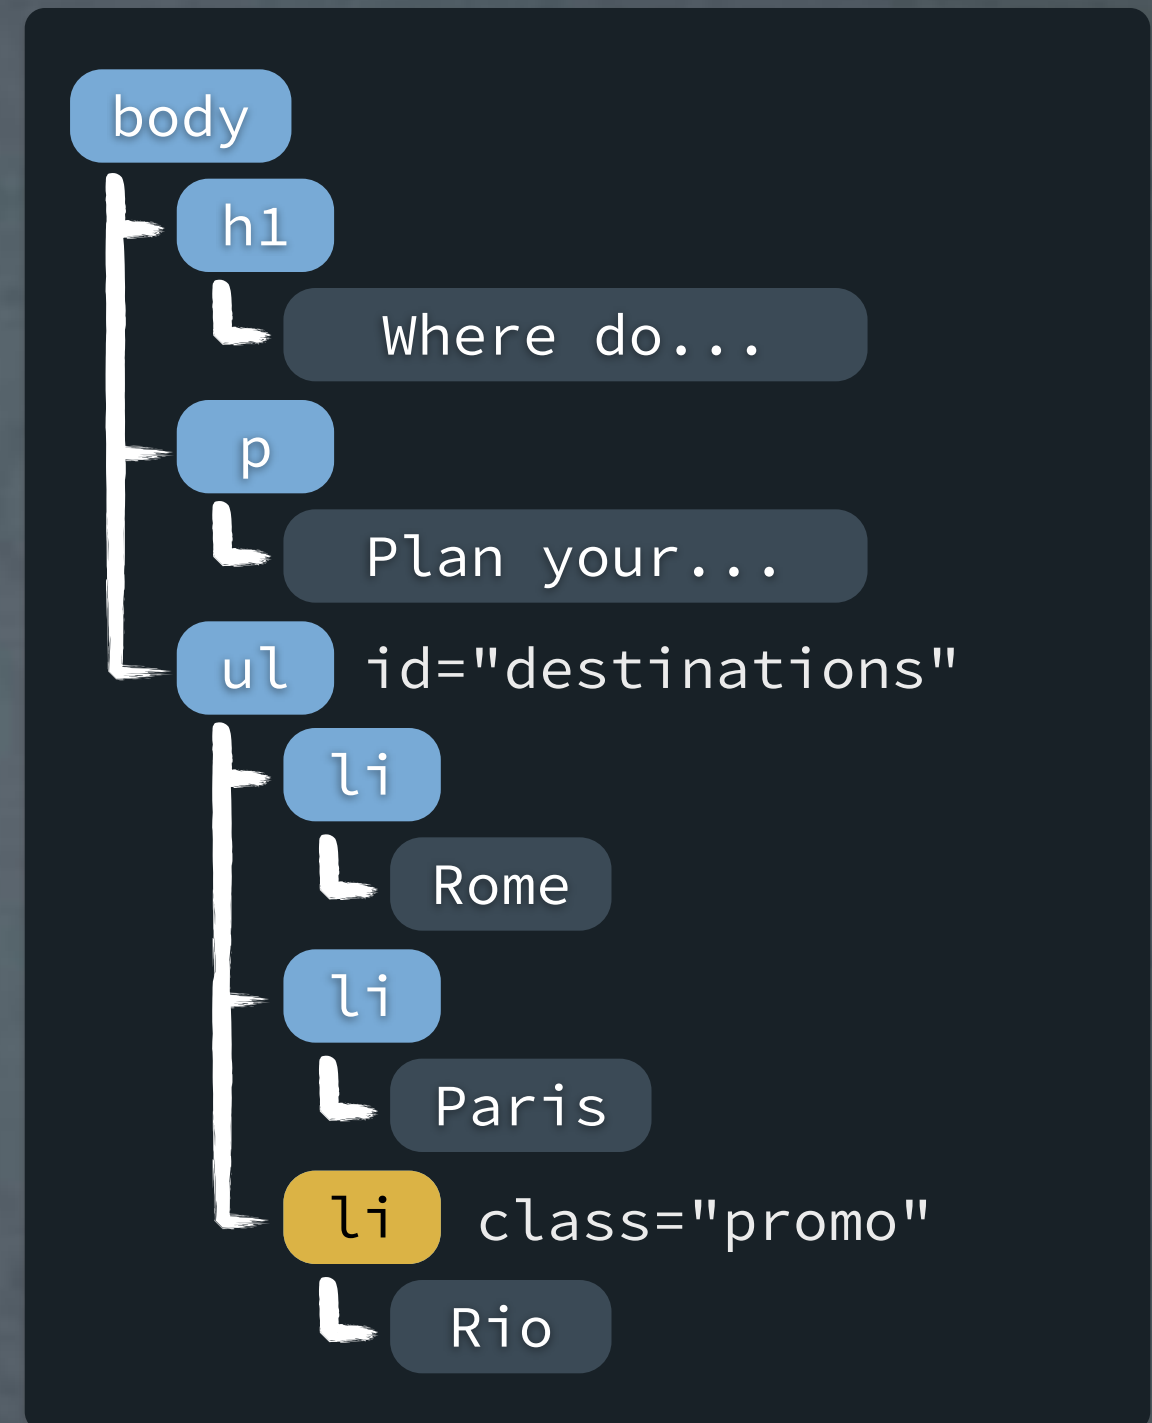 body
h1
Where do...
p
Plan your...
ul id="destinations"
li
Rome
li
Paris
li class="promo"
Rio